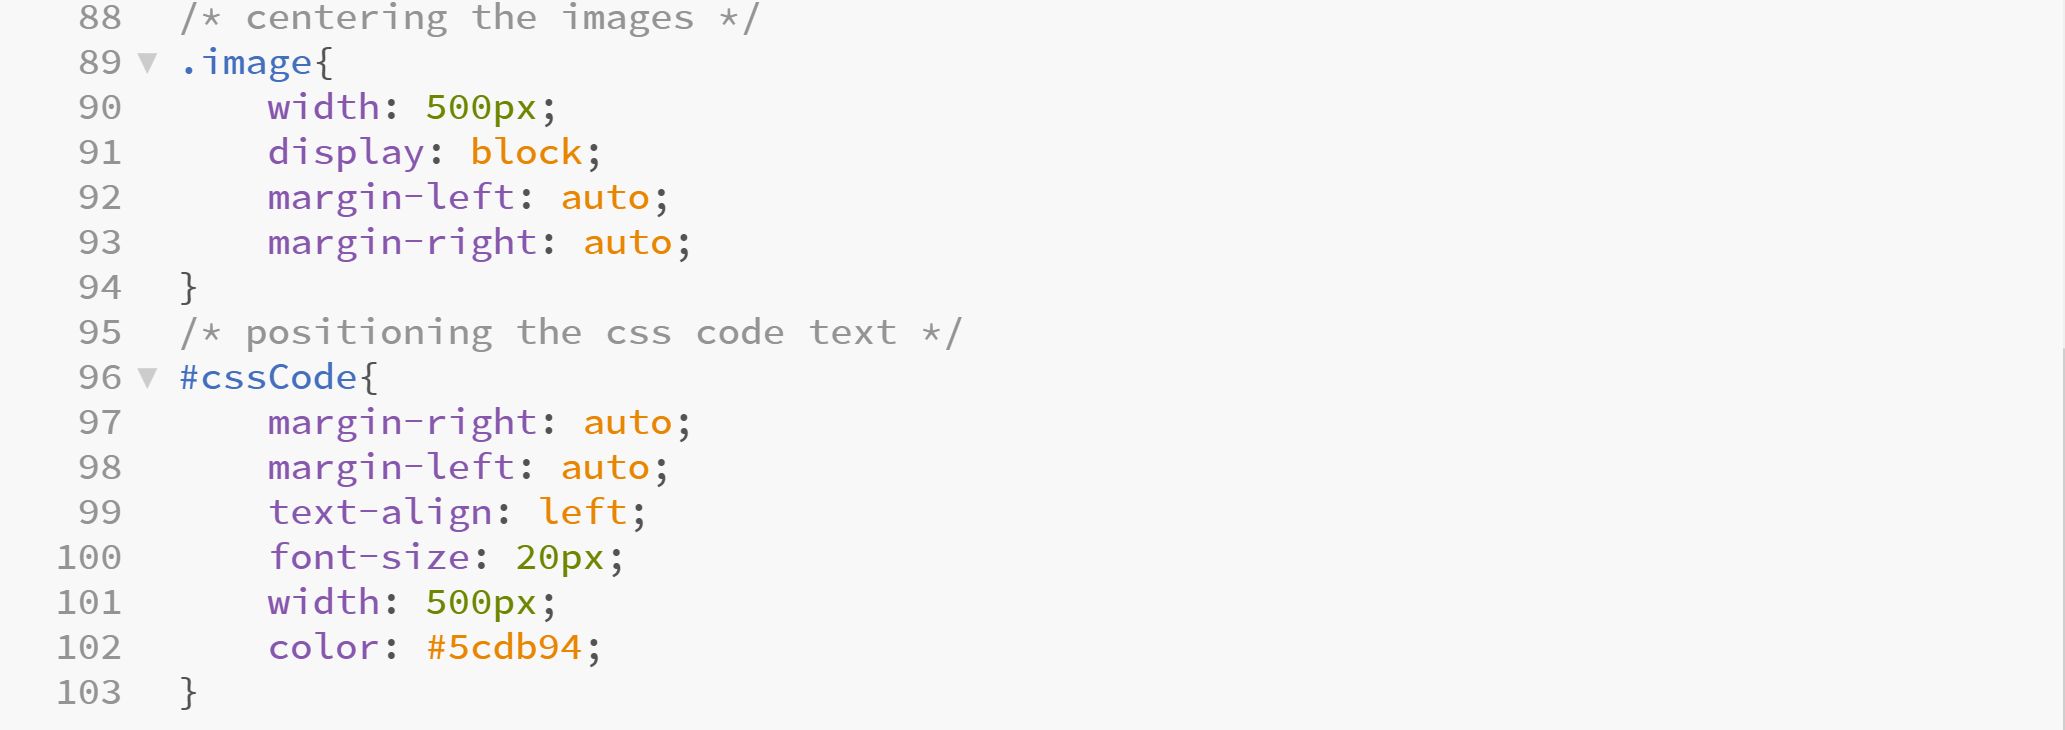 88 /* centering the images */
89 ▼ .image{
90     width: 500px;
91     display: block;
92     margin-left: auto;
93     margin-right: auto;
94 }
95 /* positioning the css code text */
96 ▼ #cssCode{
97     margin-right: auto;
98     margin-left: auto;
99     text-align: left;
100     font-size: 20px;
101     width: 500px;
102     color: #5cdb94;
103 }